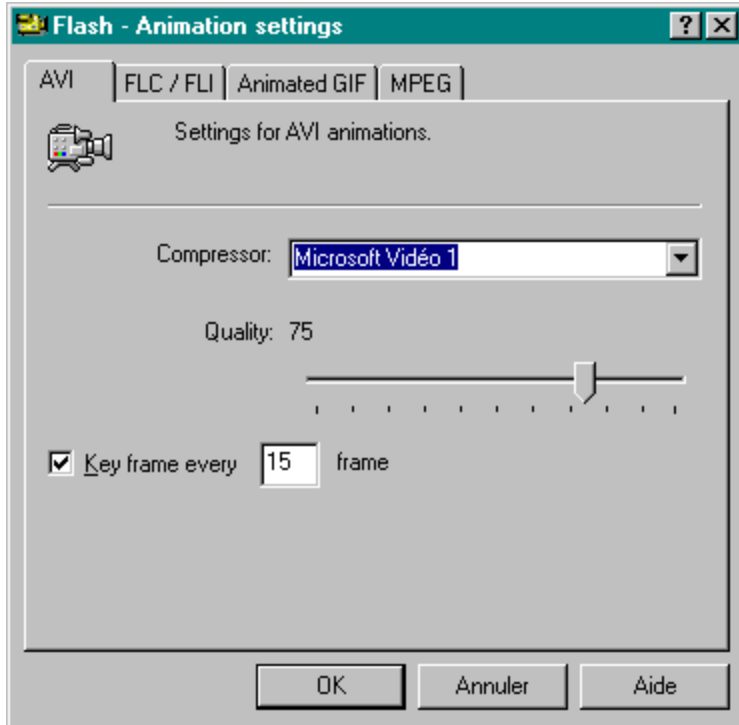 Flash - Animation settings
AVI FLC / FLI Animated GIF MPEG
Settings for AVI animations.
Compressor: Microsoft Vidéo 1
Quality: 75
Key frame every 15 frame
OK Annuler Aide